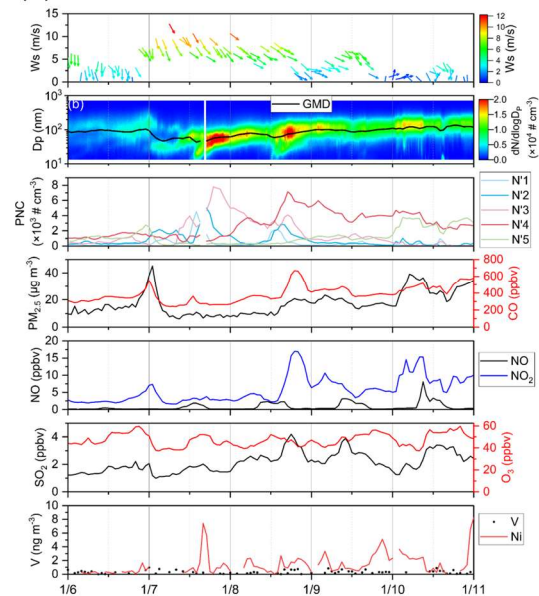 15
10
5
0
Ws (m/s)
12
10
8
6
4
2
0
Ws (m/s)
(b)
GMD
10³
10²
10¹
Dp (nm)
2.0
1.5
1.0
0.5
0.0
dN/dlogDP
(×10⁴ # cm⁻³)
8
6
4
2
0
PNC
(×10³ # cm⁻³)
N'1
N'2
N'3
N'4
N'5
60
40
20
0
PM2.5 (μg m⁻³)
800
600
400
200
0
CO (ppbv)
20
15
10
5
0
NO (ppbv)
NO
NO₂
4
2
0
SO₂ (ppbv)
60
40
20
0
O₃ (ppbv)
10
8
6
4
2
0
V (ng m⁻³)
V
Ni
1/6 1/7 1/8 1/9 1/10 1/11